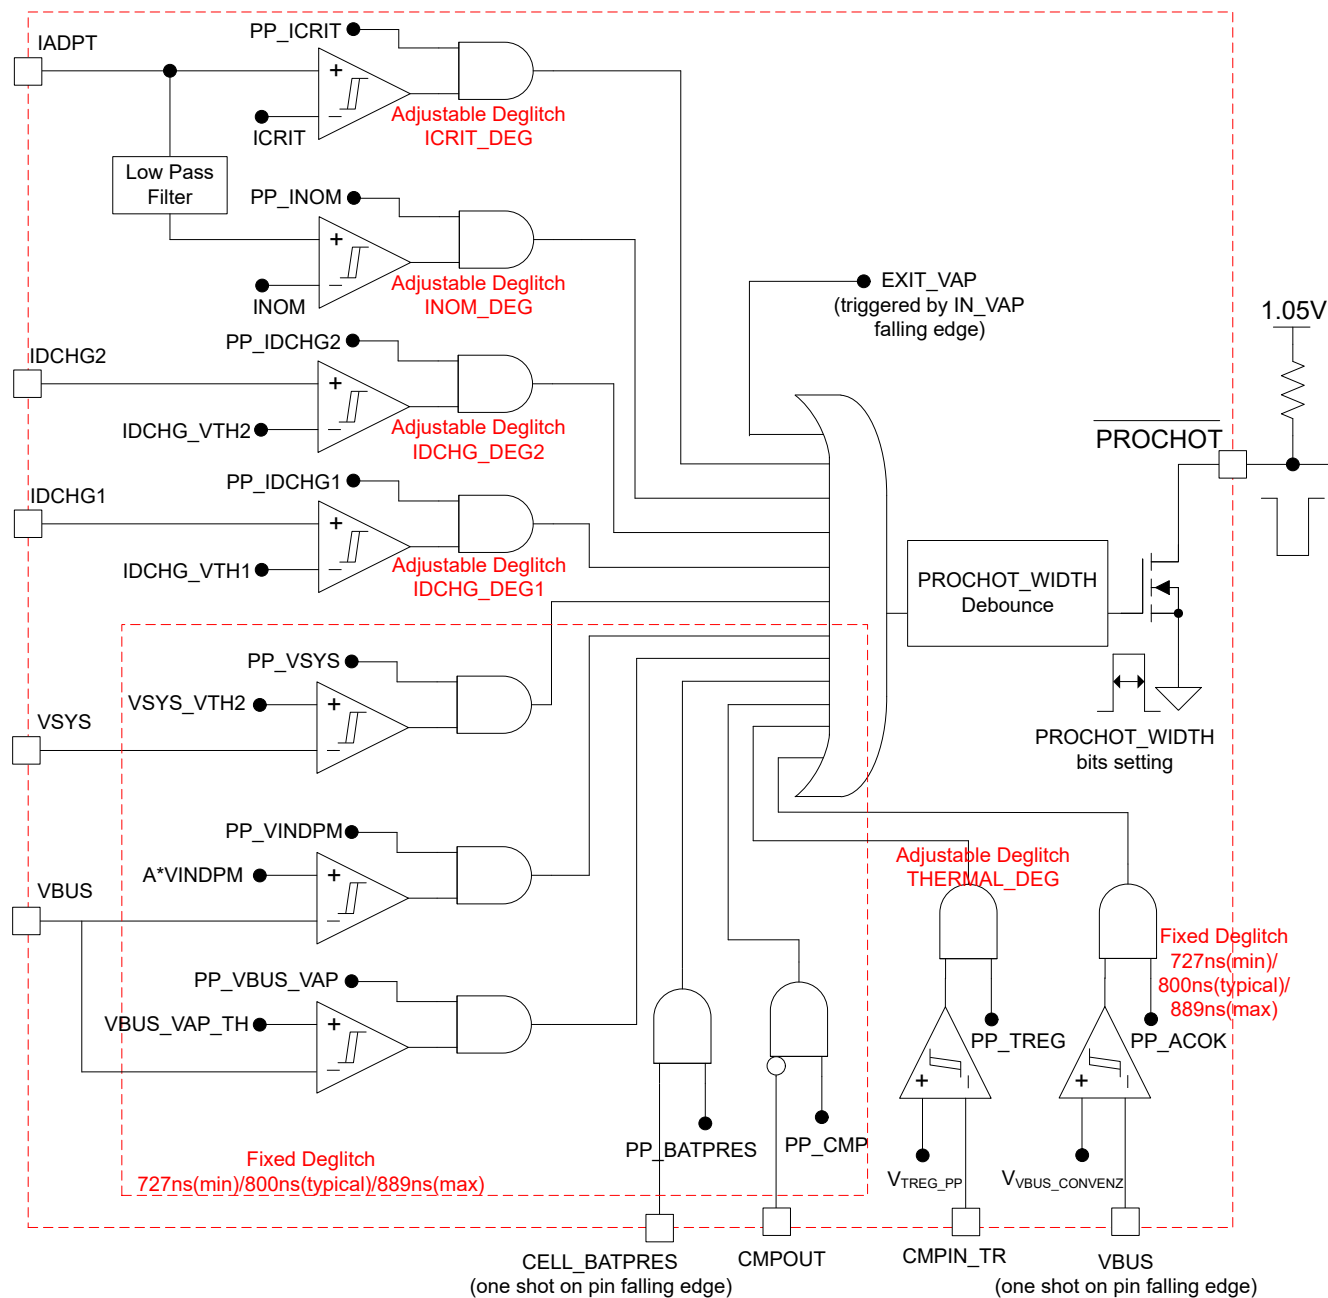 IADPT
PP_ICRIT
+
−
ICRIT
Adjustable Deglitch
ICRIT_DEG
Low Pass
Filter
PP_INOM
+
−
INOM
Adjustable Deglitch
INOM_DEG
EXIT_VAP
(triggered by IN_VAP
falling edge)
1.05V
IDCHG2
PP_IDCHG2
+
−
IDCHG_VTH2
Adjustable Deglitch
IDCHG_DEG2
PROCHOT
IDCHG1
PP_IDCHG1
+
−
IDCHG_VTH1
Adjustable Deglitch
IDCHG_DEG1
PROCHOT_WIDTH
Debounce
PP_VSYS
VSYS_VTH2
+
−
VSYS
PROCHOT_WIDTH
bits setting
PP_VINDPM
A*VINDPM
+
−
VBUS
Adjustable Deglitch
THERMAL_DEG
Fixed Deglitch
727ns(min)/
800ns(typical)/
889ns(max)
PP_VBUS_VAP
VBUS_VAP_TH
+
−
PP_TREG
PP_ACOK
+
−
+
−
PP_BATPRES
PP_CMP
Fixed Deglitch
727ns(min)/800ns(typical)/889ns(max)
VTREG_PP
VVBUS_CONVENZ
CELL_BATPRES
(one shot on pin falling edge)
CMPOUT
CMPIN_TR
VBUS
(one shot on pin falling edge)